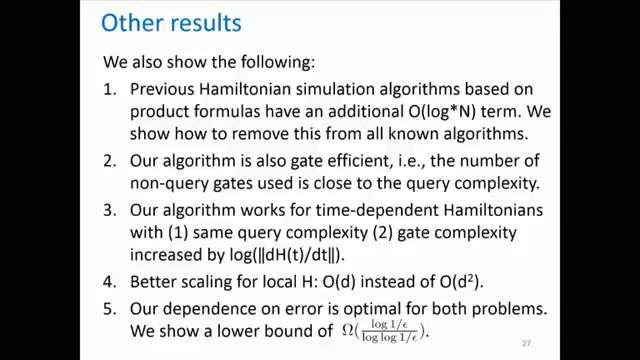 Other results
We also show the following:
1. Previous Hamiltonian simulation algorithms based on
product formulas have an additional O(log*N) term. We
show how to remove this from all known algorithms.
2. Our algorithm is also gate efficient, i.e., the number of
non-query gates used is close to the query complexity.
3. Our algorithm works for time-dependent Hamiltonians
with (1) same query complexity (2) gate complexity
increased by log(‖dH(t)/dt‖).
4. Better scaling for local H: O(d) instead of O(d²).
5. Our dependence on error is optimal for both problems.
We show a lower bound of Ω(log 1/ϵ / log log 1/ϵ).
27